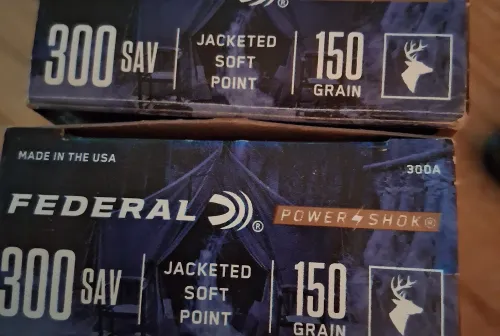 ®
300 SAV
JACKETED
SOFT
POINT
150
GRAIN
MADE IN THE USA
300A
FEDERAL ®
POWER SHOK®
300 SAV
JACKETED
SOFT
POINT
150
GRAIN